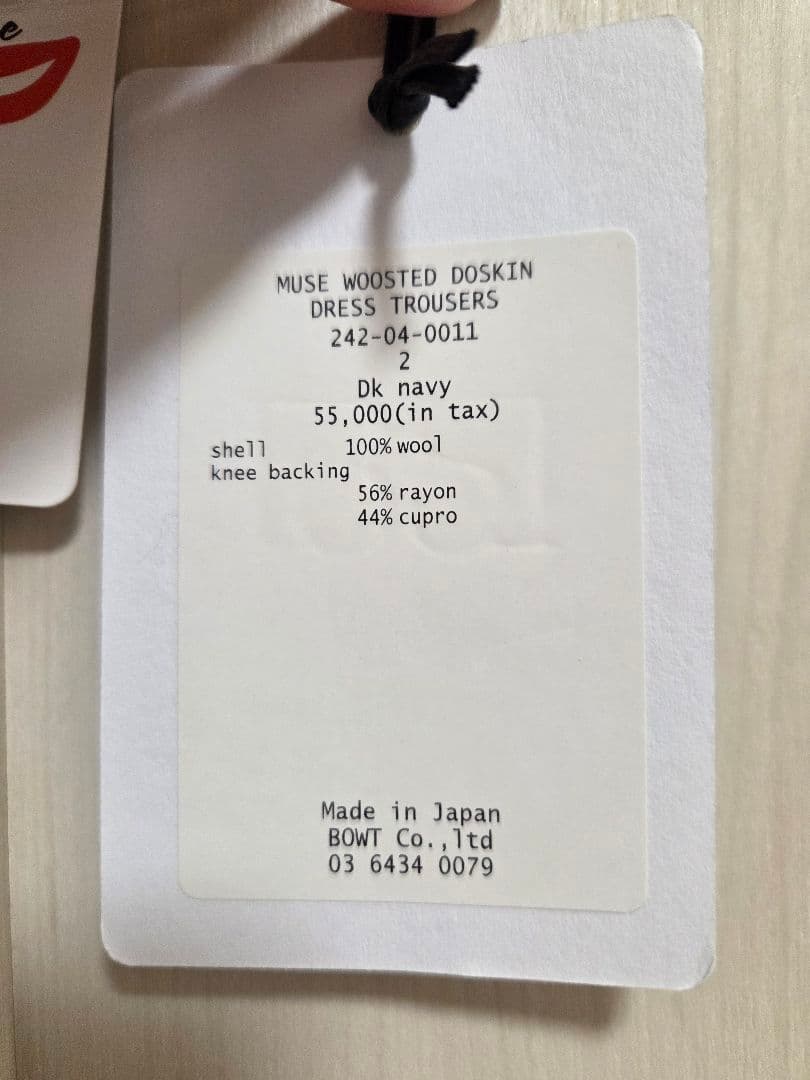 e
MUSE WOOSTED DOSKIN
DRESS TROUSERS
242-04-0011
2
Dk navy
55,000(in tax)
shell 100% wool
knee backing
56% rayon
44% cupro
Made in Japan
BOWT Co.,ltd
03 6434 0079